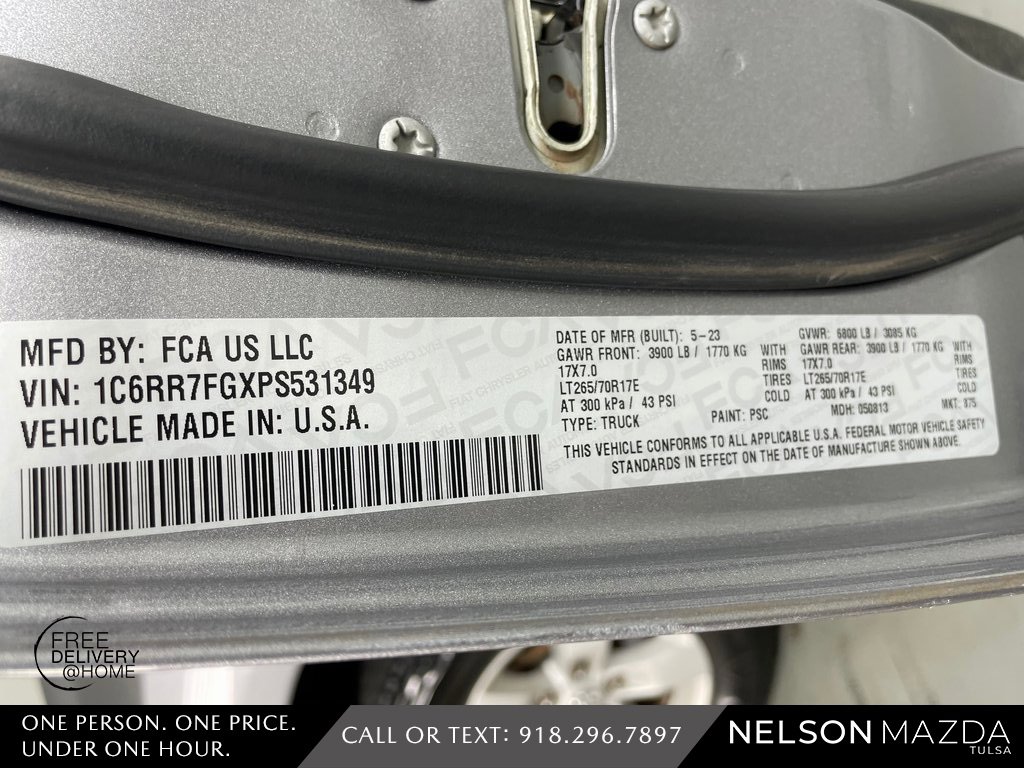 MFD BY: FCA US LLC
VIN: 1C6RR7FGXPS531349
VEHICLE MADE IN: U.S.A.
DATE OF MFR (BUILT): 5-23
GAWR FRONT: 3900 LB / 1770 KG WITH
17X7.0 RIMS
LT265/70R17E TIRES
AT 300 kPa / 43 PSI COLD
TYPE: TRUCK
PAINT: PSC
GVWR: 6800 LB / 3085 KG
GAWR REAR: 3900 LB / 1770 KG WITH
17X7.0 RIMS
LT265/70R17E TIRES
AT 300 kPa / 43 PSI COLD
MDH: 050813 MKT: 875
THIS VEHICLE CONFORMS TO ALL APPLICABLE U.S.A. FEDERAL MOTOR VEHICLE SAFETY
STANDARDS IN EFFECT ON THE DATE OF MANUFACTURE SHOWN ABOVE.
FREE
DELIVERY
@HOME
ONE PERSON. ONE PRICE.
UNDER ONE HOUR.
CALL OR TEXT: 918.296.7897
NELSON MAZDA
TULSA